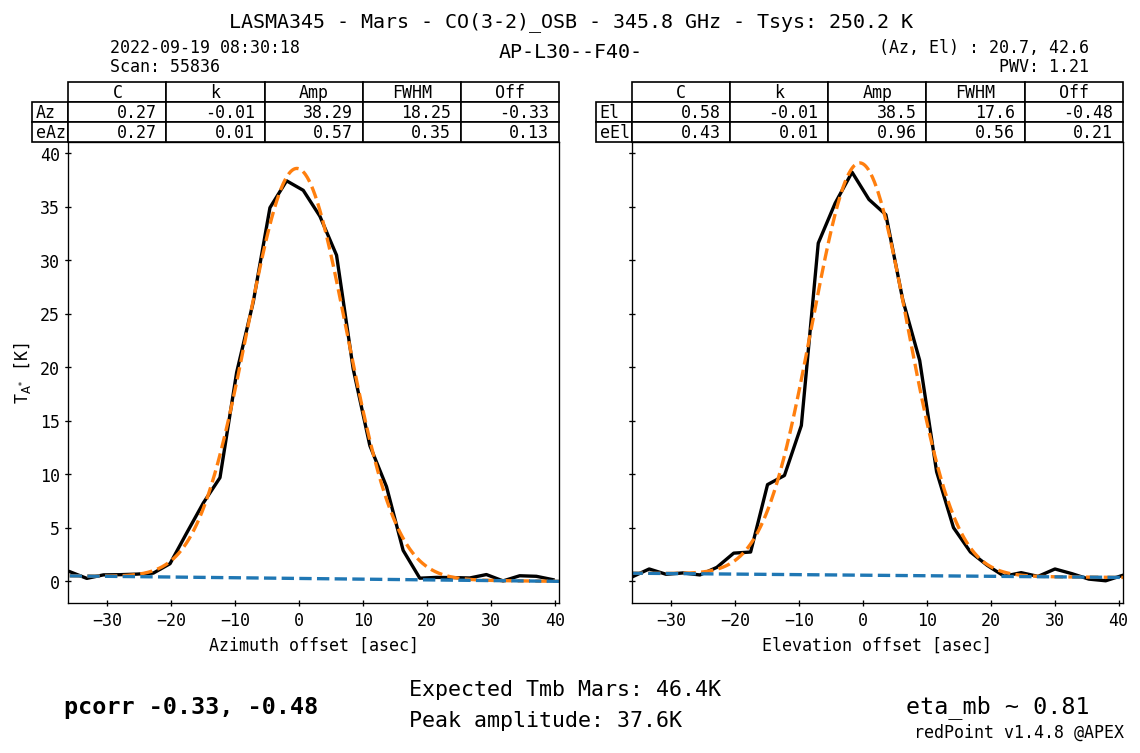 LASMA345 - Mars - CO(3-2)_OSB - 345.8 GHz - Tsys: 250.2 K
2022-09-19 08:30:18
Scan: 55836
AP-L30--F40-
(Az, El) : 20.7, 42.6
PWV: 1.21
C k Amp FWHM Off
Az 0.27 -0.01 38.29 18.25 -0.33
eAz 0.27 0.01 0.57 0.35 0.13
C k Amp FWHM Off
El 0.58 -0.01 38.5 17.6 -0.48
eEl 0.43 0.01 0.96 0.56 0.21
40
35
30
25
20
15
10
5
0
T_A* [K]
−30 −20 −10 0 10 20 30 40
Azimuth offset [asec]
−30 −20 −10 0 10 20 30 40
Elevation offset [asec]
pcorr -0.33, -0.48
Expected Tmb Mars: 46.4K
Peak amplitude: 37.6K
eta_mb ~ 0.81
redPoint v1.4.8 @APEX